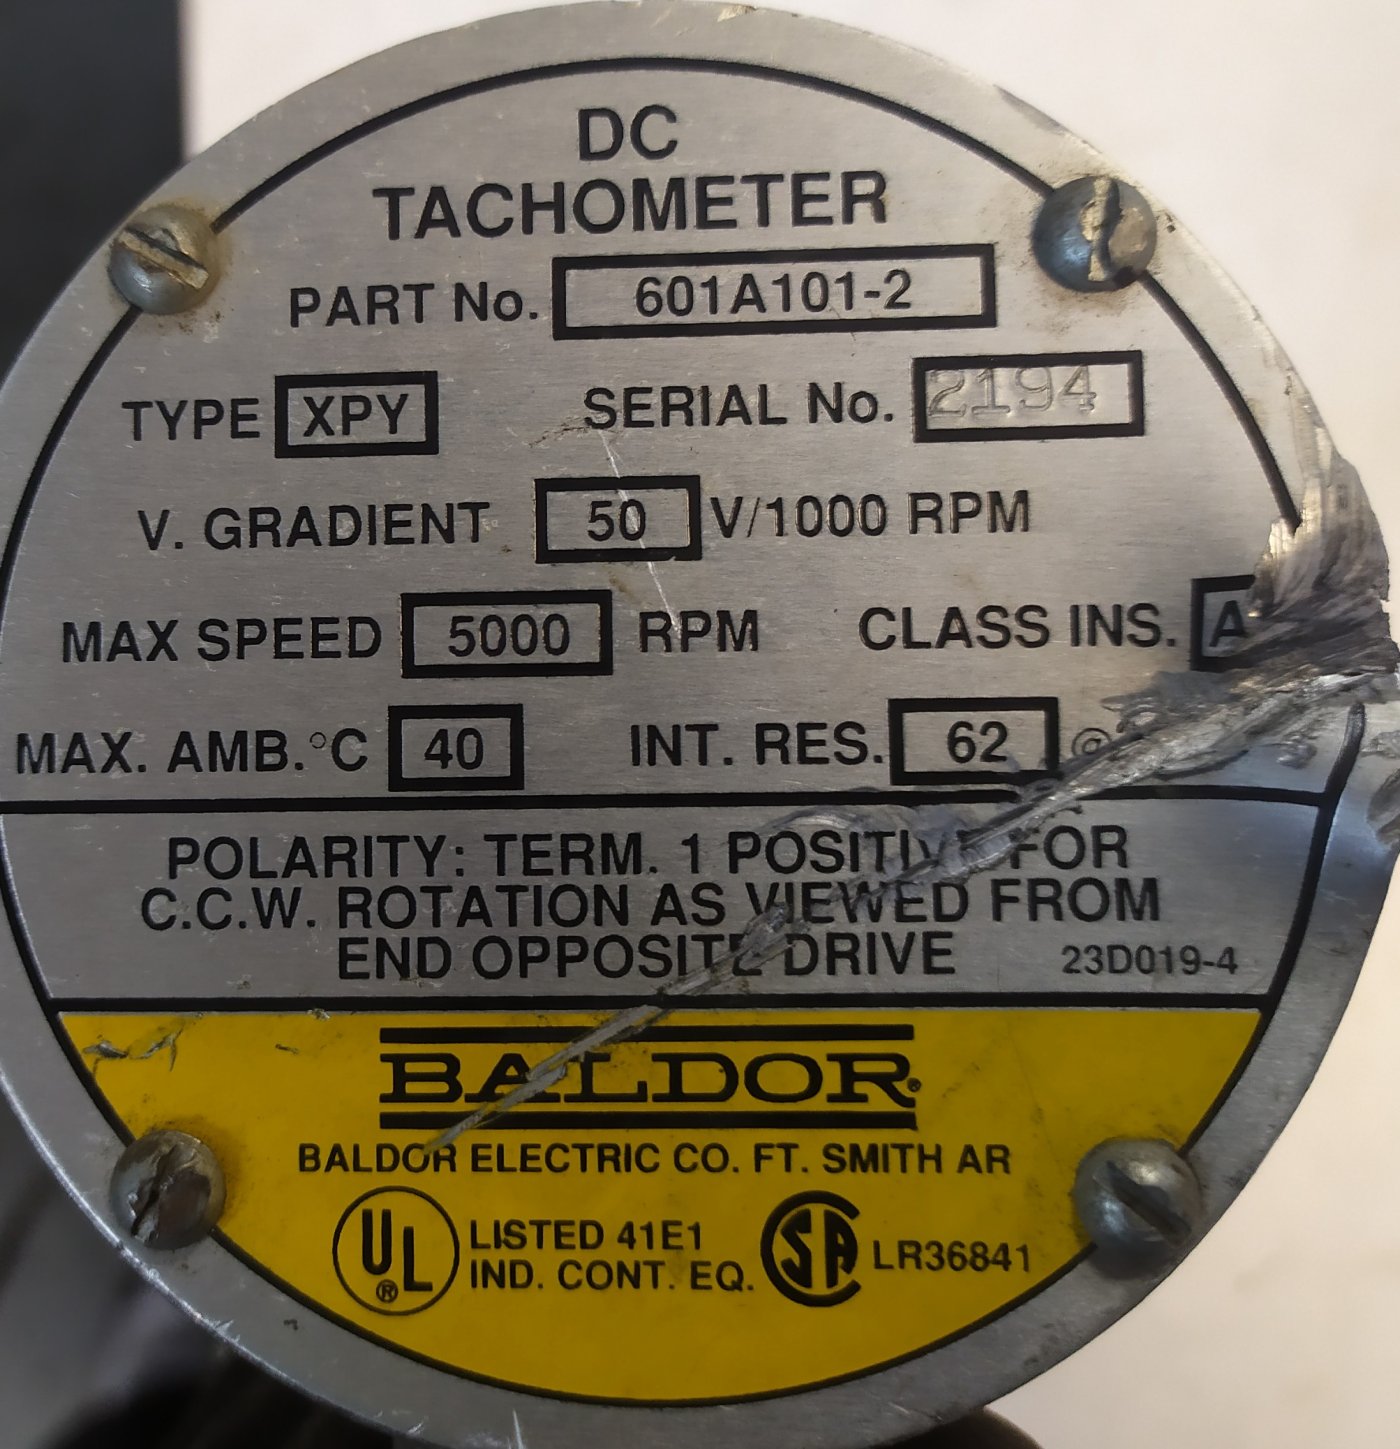 DC
TACHOMETER
PART No. 601A101-2
TYPE XPY SERIAL No. 2194
V. GRADIENT 50 V/1000 RPM
MAX SPEED 5000 RPM CLASS INS. A
MAX. AMB. °C 40 INT. RES. 62 @
POLARITY: TERM. 1 POSITIVE FOR
C.C.W. ROTATION AS VIEWED FROM
END OPPOSITE DRIVE 23D019-4
BALDOR
BALDOR ELECTRIC CO. FT. SMITH AR
UL® LISTED 41E1
IND. CONT. EQ. SA LR36841